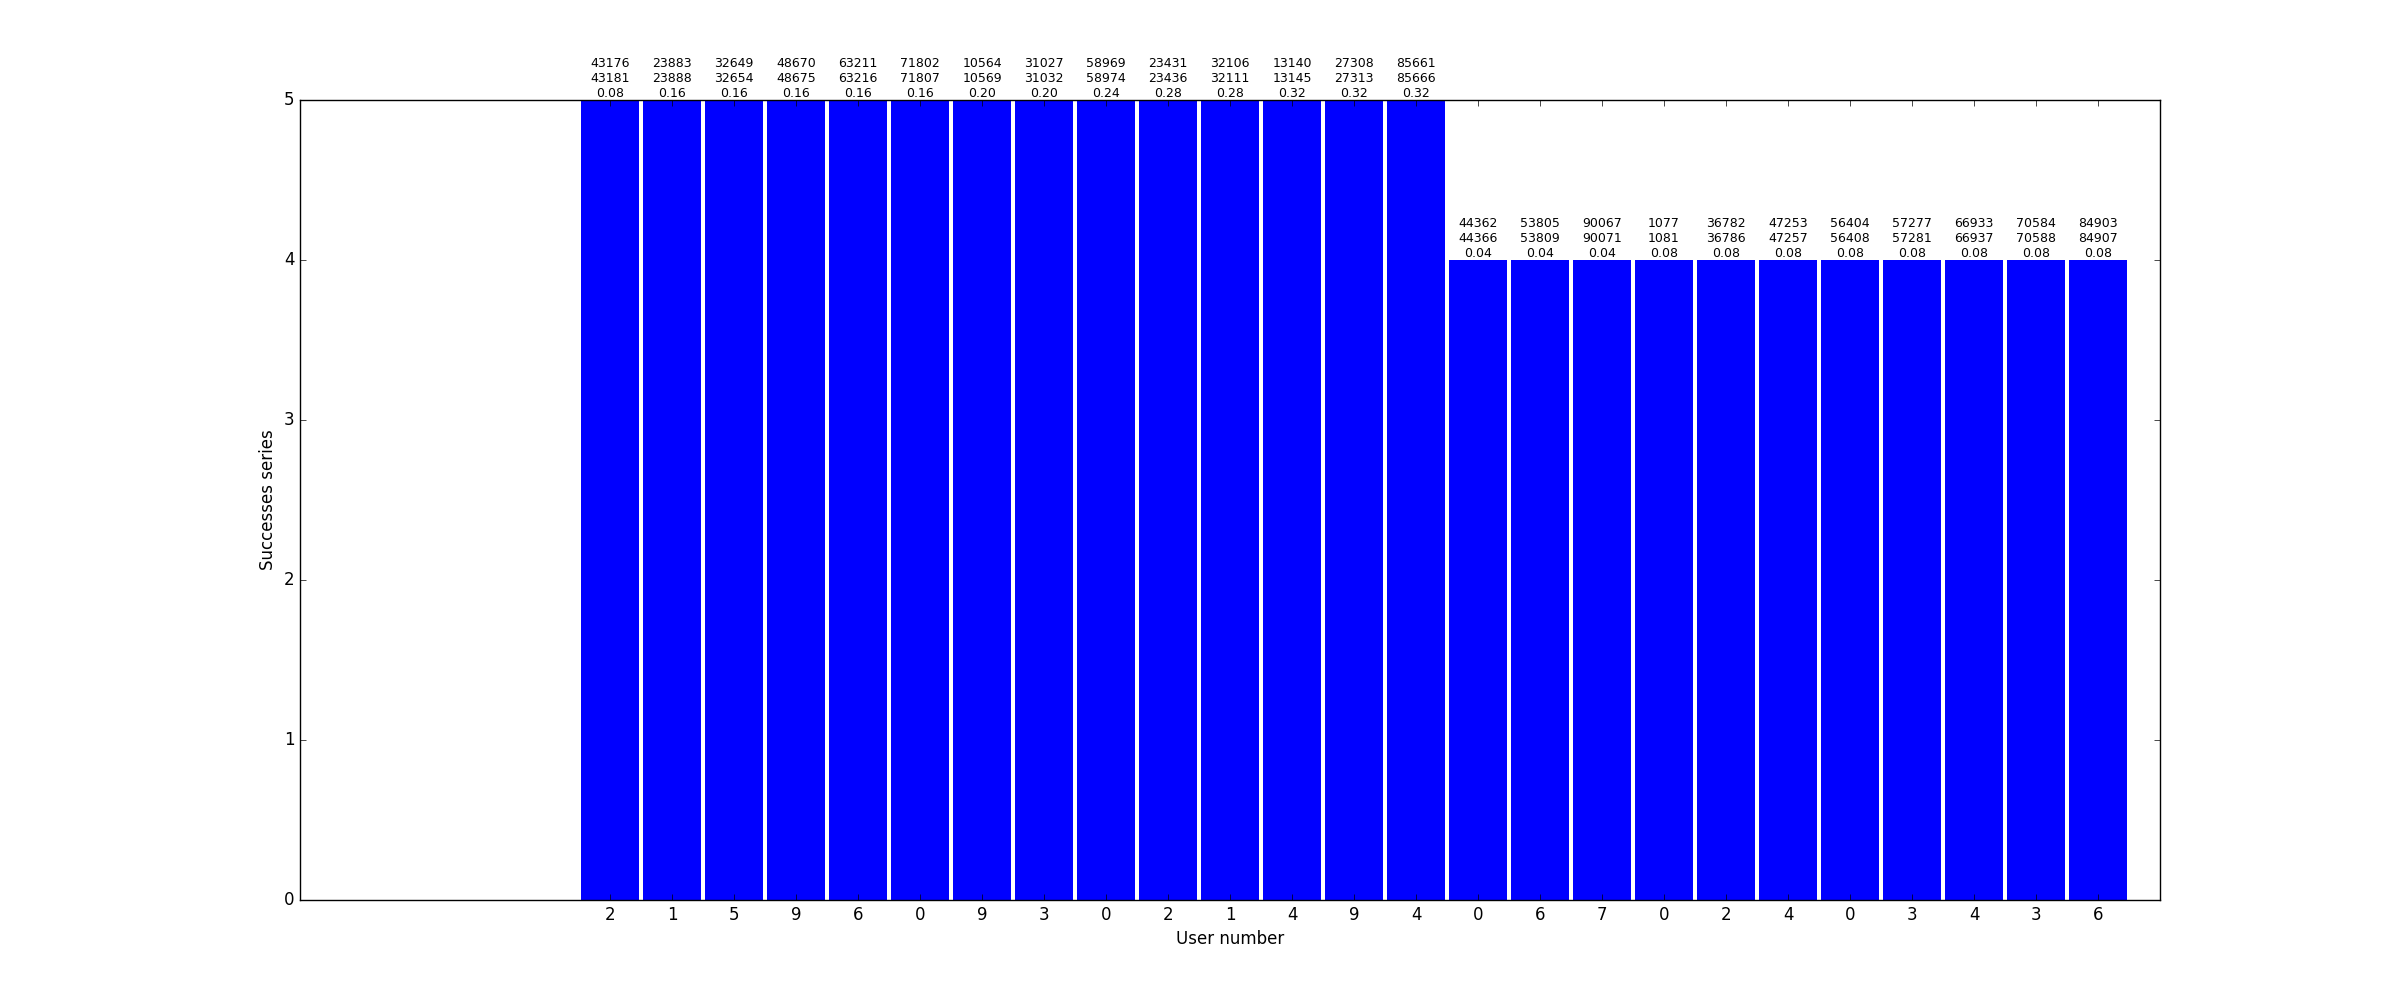 43176 23883 32649 48670 63211 71802 10564 31027 58969 23431 32106 13140 27308 85661
43181 23888 32654 48675 63216 71807 10569 31032 58974 23436 32111 13145 27313 85666
0.08 0.16 0.16 0.16 0.16 0.16 0.20 0.20 0.24 0.28 0.28 0.32 0.32 0.32
5
44362 53805 90067 1077 36782 47253 56404 57277 66933 70584 84903
44366 53809 90071 1081 36786 47257 56408 57281 66937 70588 84907
0.04 0.04 0.04 0.08 0.08 0.08 0.08 0.08 0.08 0.08 0.08
4
3
Successes series
2
1
0
2 1 5 9 6 0 9 3 0 2 1 4 9 4 0 6 7 0 2 4 0 3 4 3 6
User number